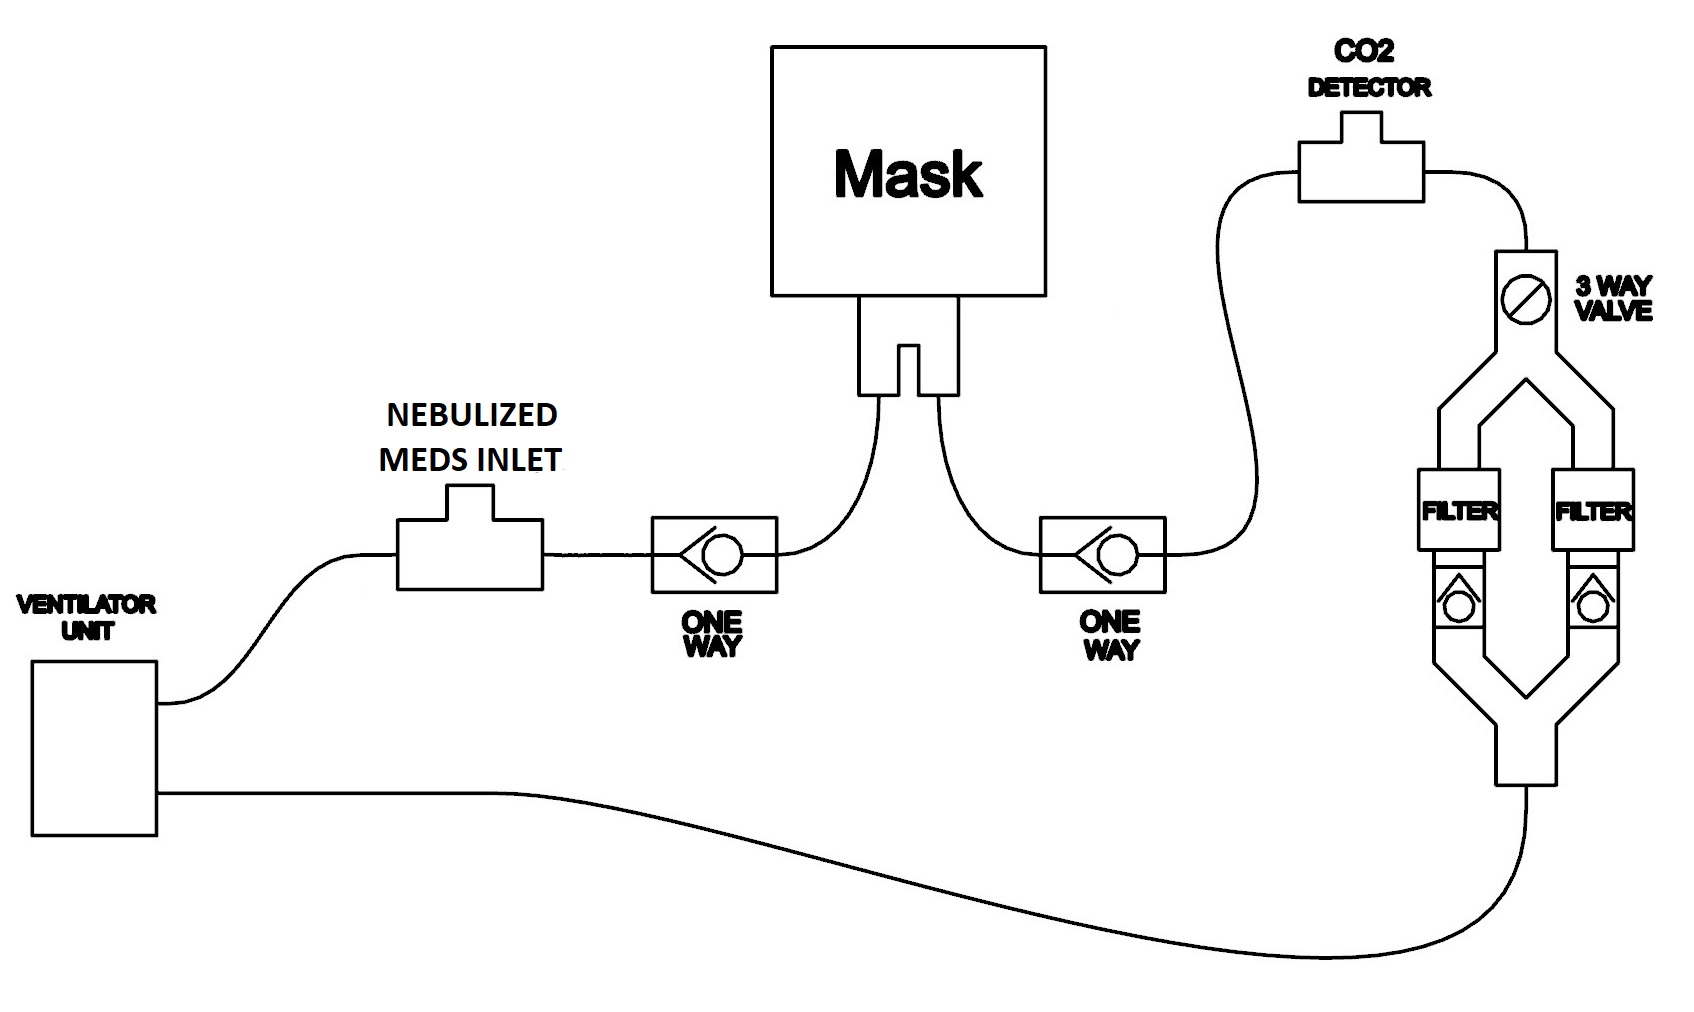 CO2
DETECTOR
Mask
3 WAY
VALVE
NEBULIZED
MEDS INLET
FILTER
FILTER
VENTILATOR
UNIT
ONE
WAY
ONE
WAY